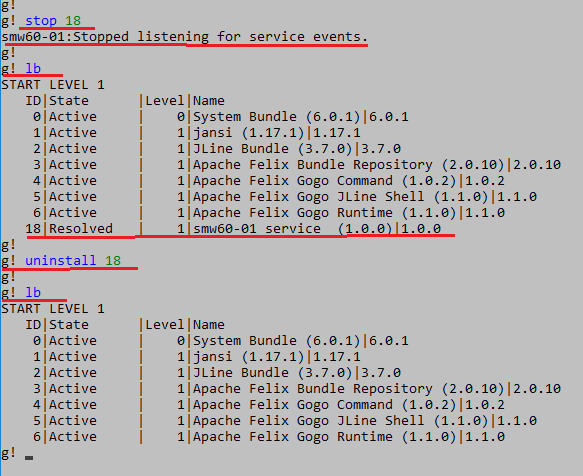 g!
g! stop 18
smw60-01:Stopped listening for service events.
g!
g! lb
START LEVEL 1
   ID|State      |Level|Name
    0|Active     |    0|System Bundle (6.0.1)|6.0.1
    1|Active     |    1|jansi (1.17.1)|1.17.1
    2|Active     |    1|JLine Bundle (3.7.0)|3.7.0
    3|Active     |    1|Apache Felix Bundle Repository (2.0.10)|2.0.10
    4|Active     |    1|Apache Felix Gogo Command (1.0.2)|1.0.2
    5|Active     |    1|Apache Felix Gogo JLine Shell (1.1.0)|1.1.0
    6|Active     |    1|Apache Felix Gogo Runtime (1.1.0)|1.1.0
   18|Resolved   |    1|smw60-01 service  (1.0.0)|1.0.0
g!
g! uninstall 18
g!
g! lb
START LEVEL 1
   ID|State      |Level|Name
    0|Active     |    0|System Bundle (6.0.1)|6.0.1
    1|Active     |    1|jansi (1.17.1)|1.17.1
    2|Active     |    1|JLine Bundle (3.7.0)|3.7.0
    3|Active     |    1|Apache Felix Bundle Repository (2.0.10)|2.0.10
    4|Active     |    1|Apache Felix Gogo Command (1.0.2)|1.0.2
    5|Active     |    1|Apache Felix Gogo JLine Shell (1.1.0)|1.1.0
    6|Active     |    1|Apache Felix Gogo Runtime (1.1.0)|1.1.0
g!